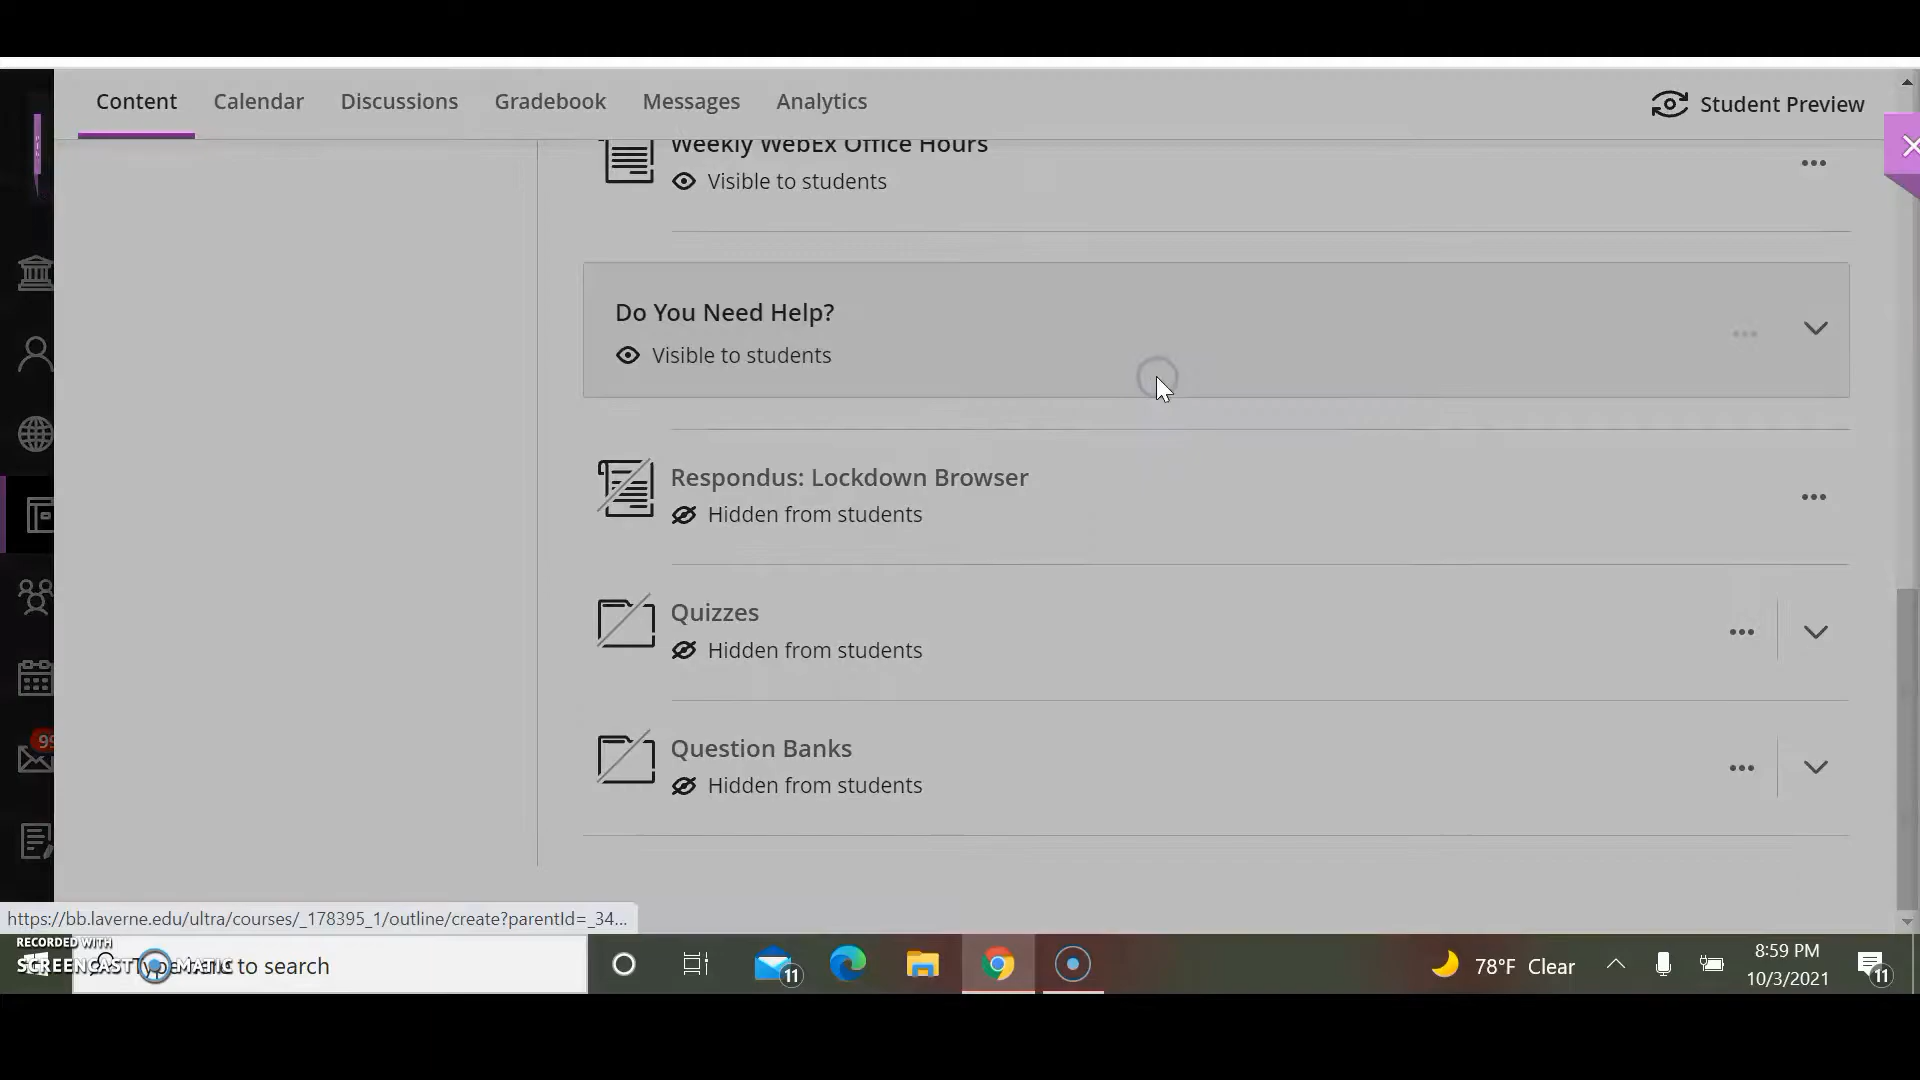 Content Calendar Discussions Gradebook Messages Analytics Student Preview
Weekly WebEx Office Hours
Visible to students
Do You Need Help?
Visible to students
Respondus: Lockdown Browser
Hidden from students
Quizzes
Hidden from students
Question Banks
Hidden from students
99
https://bb.laverne.edu/ultra/courses/_178395_1/outline/create?parentId=_34...
RECORDED WITH
SCREENCAST MATIC
to search
11
78°F Clear
8:59 PM
10/3/2021
11